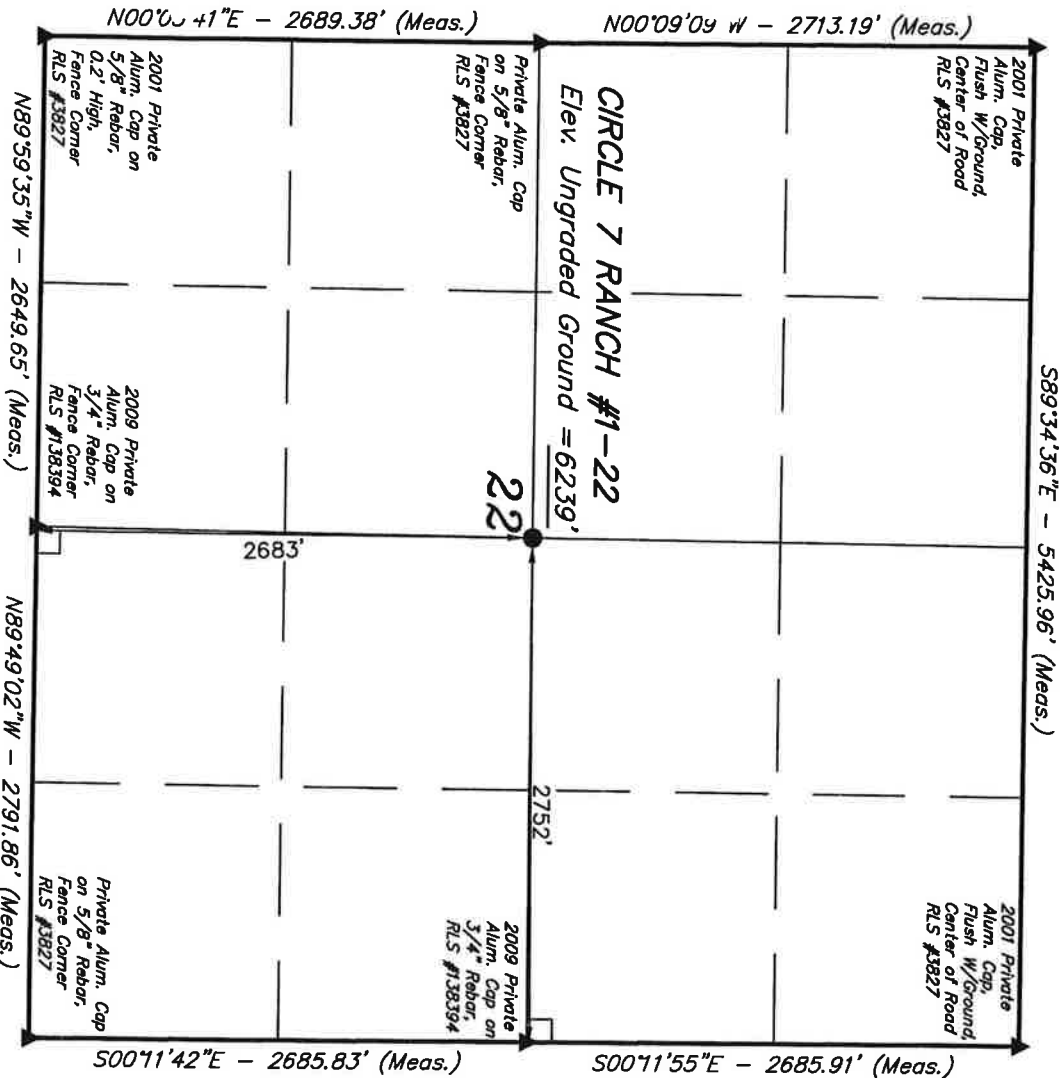 N00°0 41"E - 2689.38' (Meas.)
N00°09'09 W - 2713.19' (Meas.)
2001 Private
Alum. Cap on
5/8" Rebar,
0.2' High,
Fence Corner
RLS #3827
Private Alum. Cap
on 5/8" Rebar,
Fence Corner
RLS #3827
CIRCLE 7 RANCH #1-22
Elev. Ungraded Ground =6239'
2001 Private
Alum. Cap,
Flush W/Ground,
Center of Road
RLS #3827
S89°34'36"E - 5425.96' (Meas.)
N89°59'35"W - 2649.65' (Meas.)
2009 Private
Alum. Cap on
3/4" Rebar,
Fence Corner
RLS #138394
22
2683'
2752'
N89°49'02"W - 2791.86' (Meas.)
Private Alum. Cap
on 5/8" Rebar,
Fence Corner
RLS #3827
2009 Private
Alum. Cap on
3/4" Rebar,
RLS #138394
2001 Private
Alum. Cap,
Flush W/Ground,
Center of Road
RLS #3827
S00°11'42"E - 2685.83' (Meas.)
S00°11'55"E - 2685.91' (Meas.)